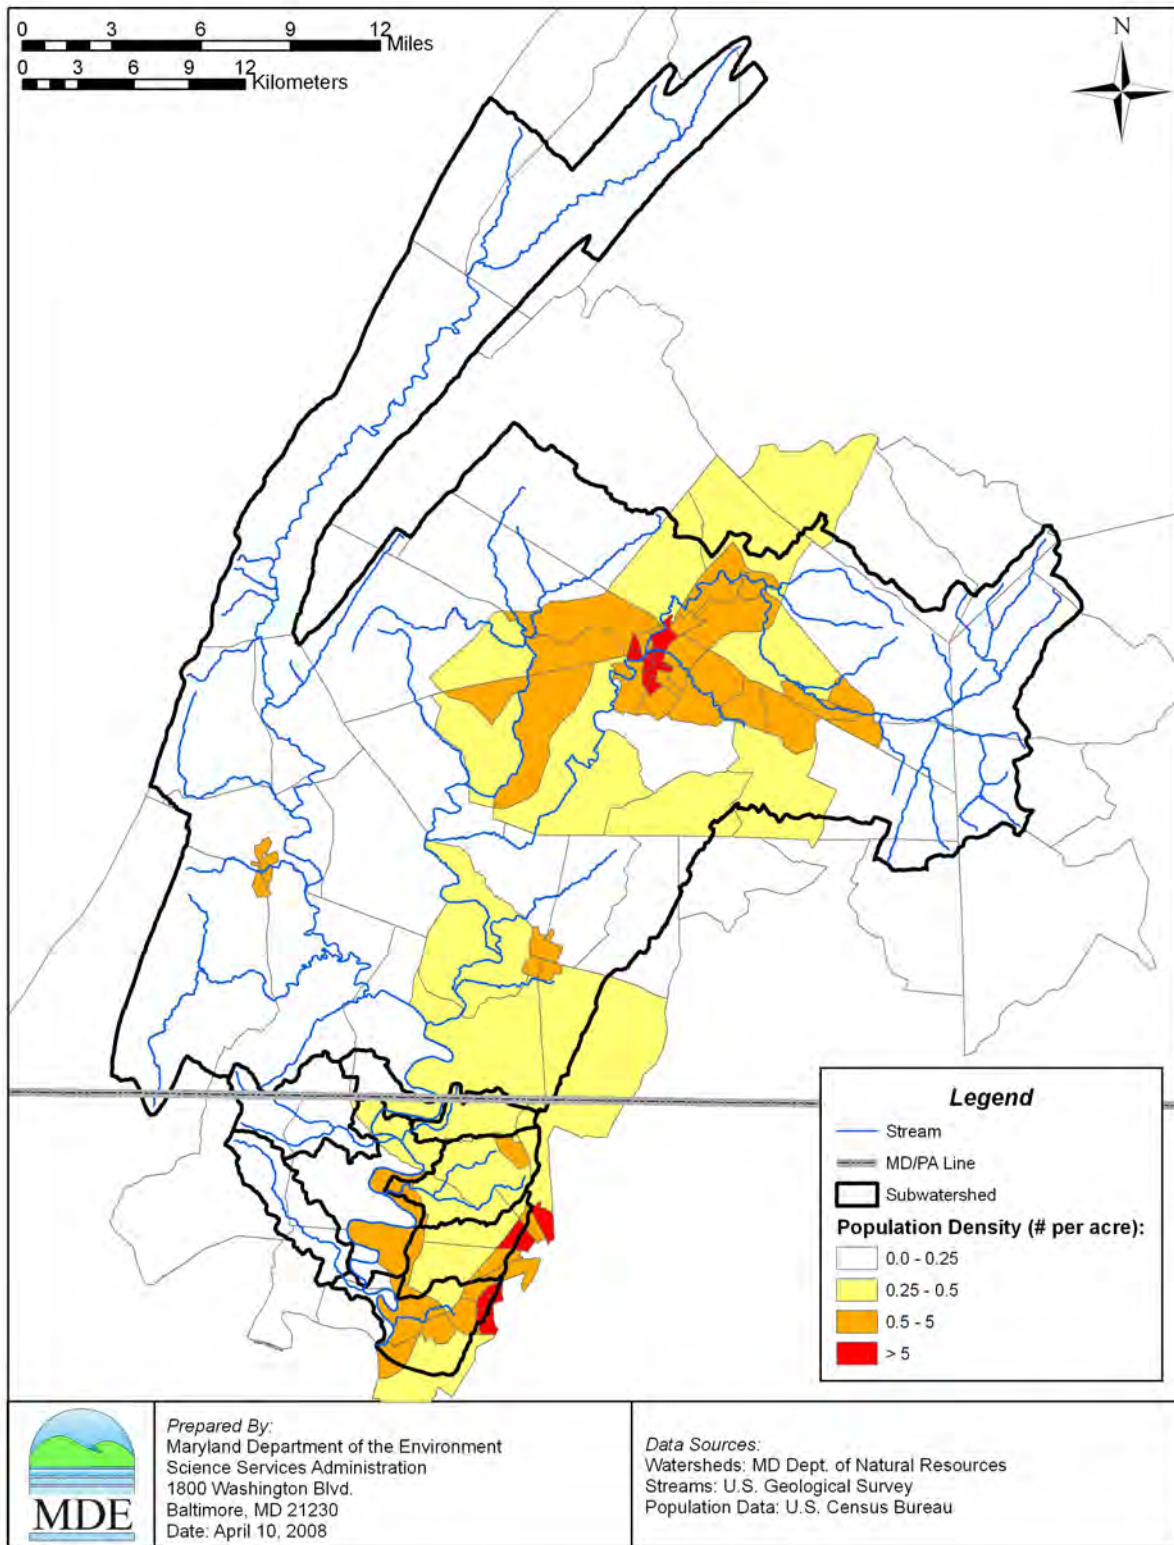 0 3 6 9 12
Miles
0 3 6 9 12
Kilometers
N
Legend
Stream
MD/PA Line
Subwatershed
Population Density (# per acre):
0.0 - 0.25
0.25 - 0.5
0.5 - 5
> 5
MDE
Prepared By:
Maryland Department of the Environment
Science Services Administration
1800 Washington Blvd.
Baltimore, MD 21230
Date: April 10, 2008
Data Sources:
Watersheds: MD Dept. of Natural Resources
Streams: U.S. Geological Survey
Population Data: U.S. Census Bureau